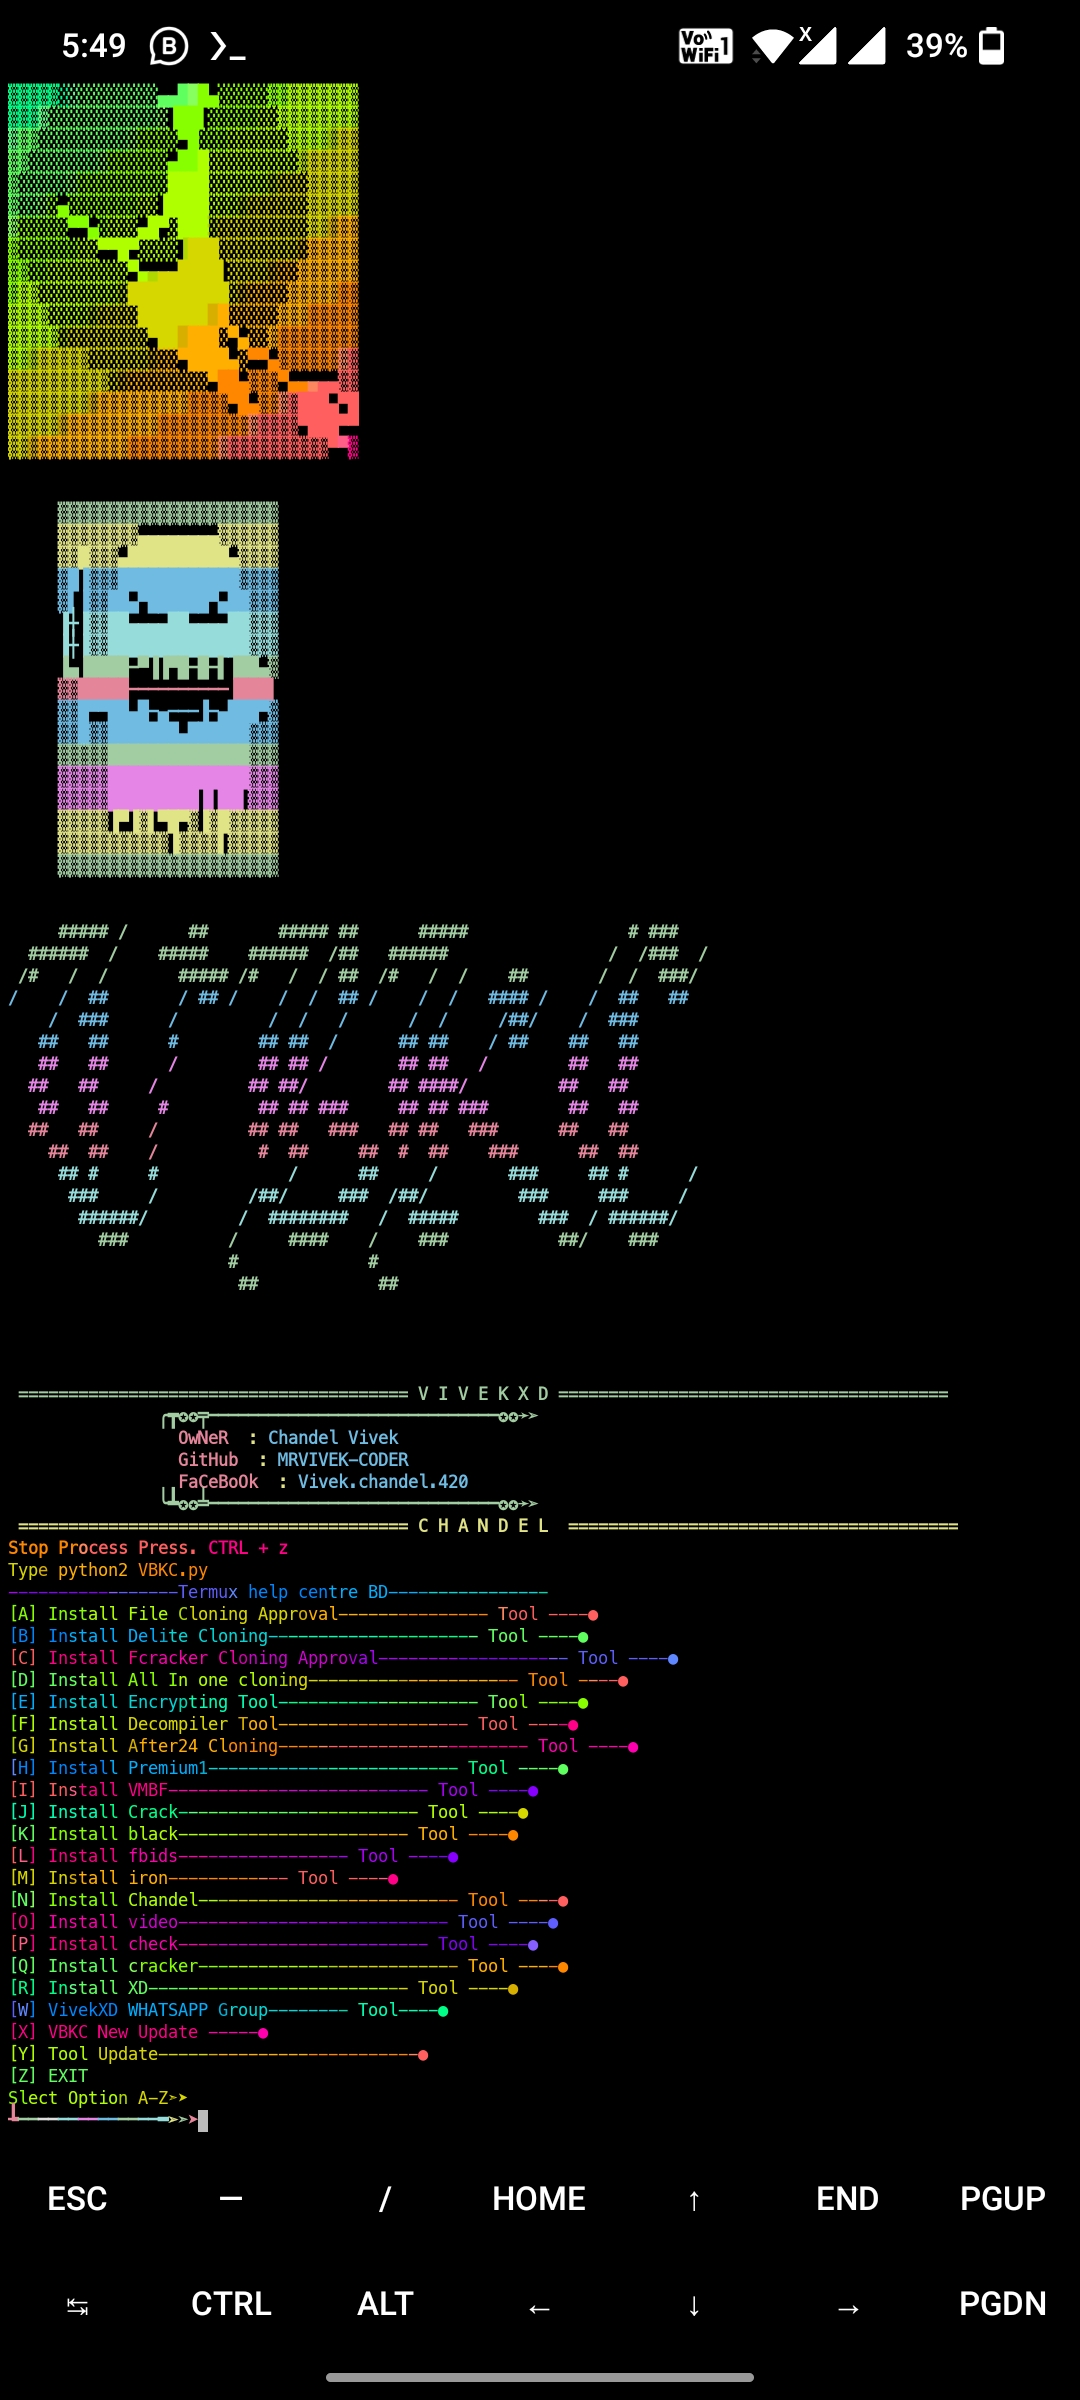 5:49
Vo WiFi 1 X 39%
═══════════════════ V I V E K X D ═══════════════════
OwNeR : Chandel Vivek
GitHub : MRVIVEK-CODER
FaCeBoOk : Vivek.chandel.420
═══════════════════ C H A N D E L ═══════════════════
Stop Process Press. CTRL + z
Type python2 VBKC.py
-----------------Termux help centre BD----------------
[A] Install File Cloning Approval--------------- Tool ----●
[B] Install Delite Cloning--------------------- Tool ----●
[C] Install Fcracker Cloning Approval------------------- Tool ----●
[D] Install All In one cloning--------------------- Tool ----●
[E] Install Encrypting Tool-------------------- Tool ----●
[F] Install Decompiler Tool------------------- Tool ----●
[G] Install After24 Cloning------------------------- Tool ----●
[H] Install Premium1------------------------- Tool ----●
[I] Install VMBF-------------------------- Tool ----●
[J] Install Crack------------------------ Tool ----●
[K] Install black----------------------- Tool ----●
[L] Install fbids----------------- Tool ----●
[M] Install iron------------ Tool ----●
[N] Install Chandel-------------------------- Tool ----●
[O] Install video--------------------------- Tool ----●
[P] Install check------------------------- Tool ----●
[Q] Install cracker-------------------------- Tool ----●
[R] Install XD-------------------------- Tool ----●
[W] VivekXD WHATSAPP Group-------- Tool----●
[X] VBKC New Update -----●
[Y] Tool Update--------------------------●
[Z] EXIT
Slect Option A-Z➣➤
ESC — / HOME ↑ END PGUP
↹ CTRL ALT ← ↓ → PGDN